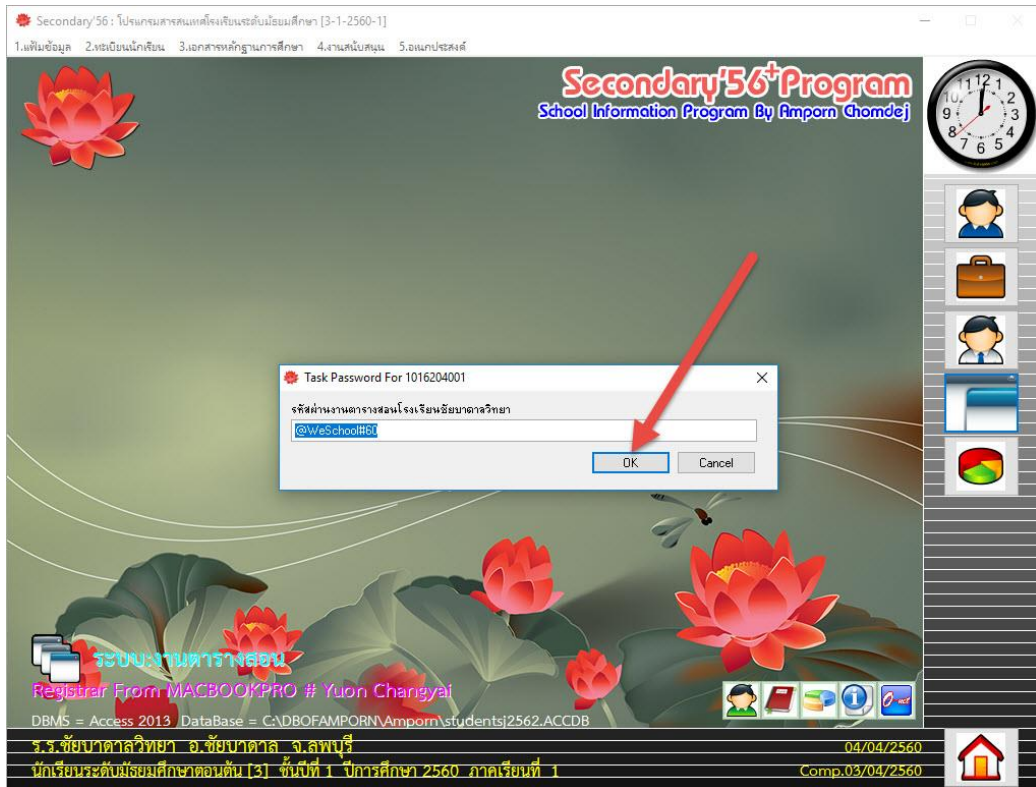 Secondary'56 : โปรแกรมสารสนเทศโรงเรียนระดับมัธยมศึกษา [3-1-2560-1]
1.แฟ้มข้อมูล 2.ทะเบียนนักเรียน 3.เอกสารหลักฐานการศึกษา 4.งานสนับสนุน 5.อเนกประสงค์
Secondary'56+Program
School Information Program By Amporn Chomdej
12 1 2 3 4 5 6 7 8 9 10 11
Task Password For 1016204001
รหัสผ่านงานตารางสอนโรงเรียนชัยบาดาลวิทยา
@WeSchool#60
OK Cancel
ระบบ:งานตารางสอน
Registrar From MACBOOKPRO # Yuon Changyai
DBMS = Access 2013 DataBase = C:\DBOFAMPORN\Amporn\studentsj2562.ACCDB
ร.ร.ชัยบาดาลวิทยา อ.ชัยบาดาล จ.ลพบุรี 04/04/2560
นักเรียนระดับมัธยมศึกษาตอนต้น [3] ชั้นปีที่ 1 ปีการศึกษา 2560 ภาคเรียนที่ 1 Comp.03/04/2560